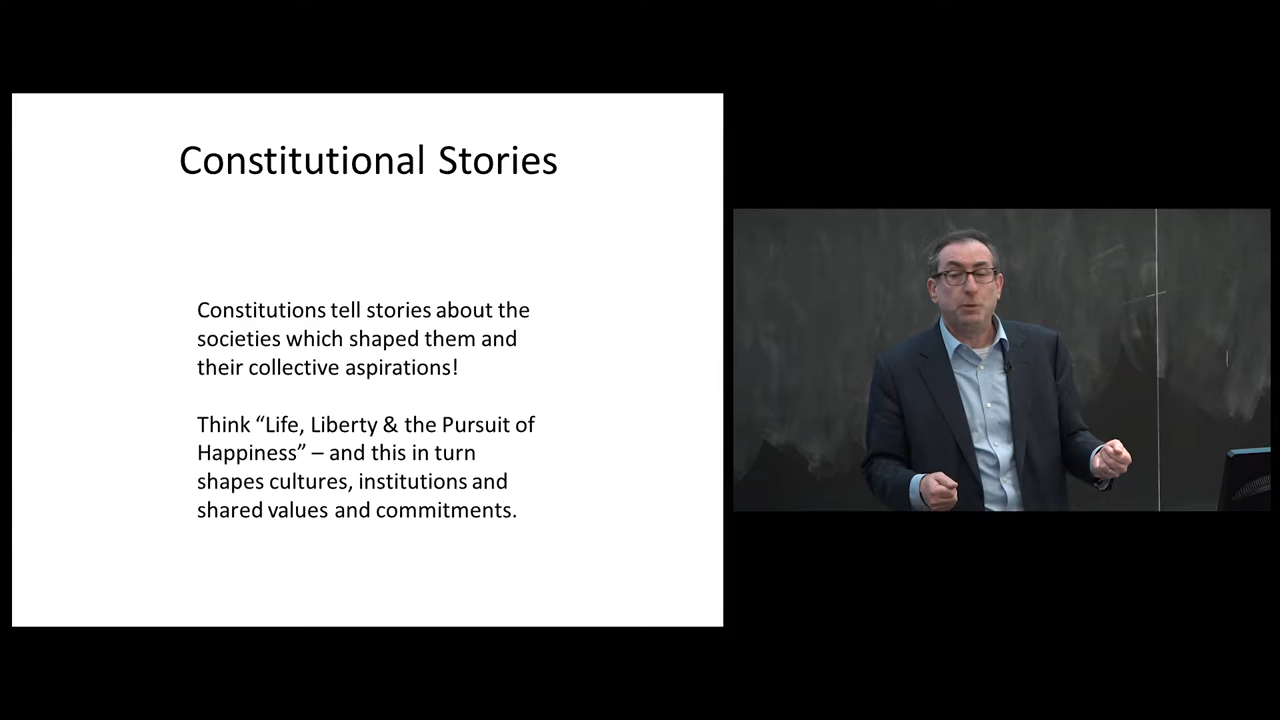 Constitutional Stories
Constitutions tell stories about the
societies which shaped them and
their collective aspirations!
Think “Life, Liberty & the Pursuit of
Happiness” – and this in turn
shapes cultures, institutions and
shared values and commitments.